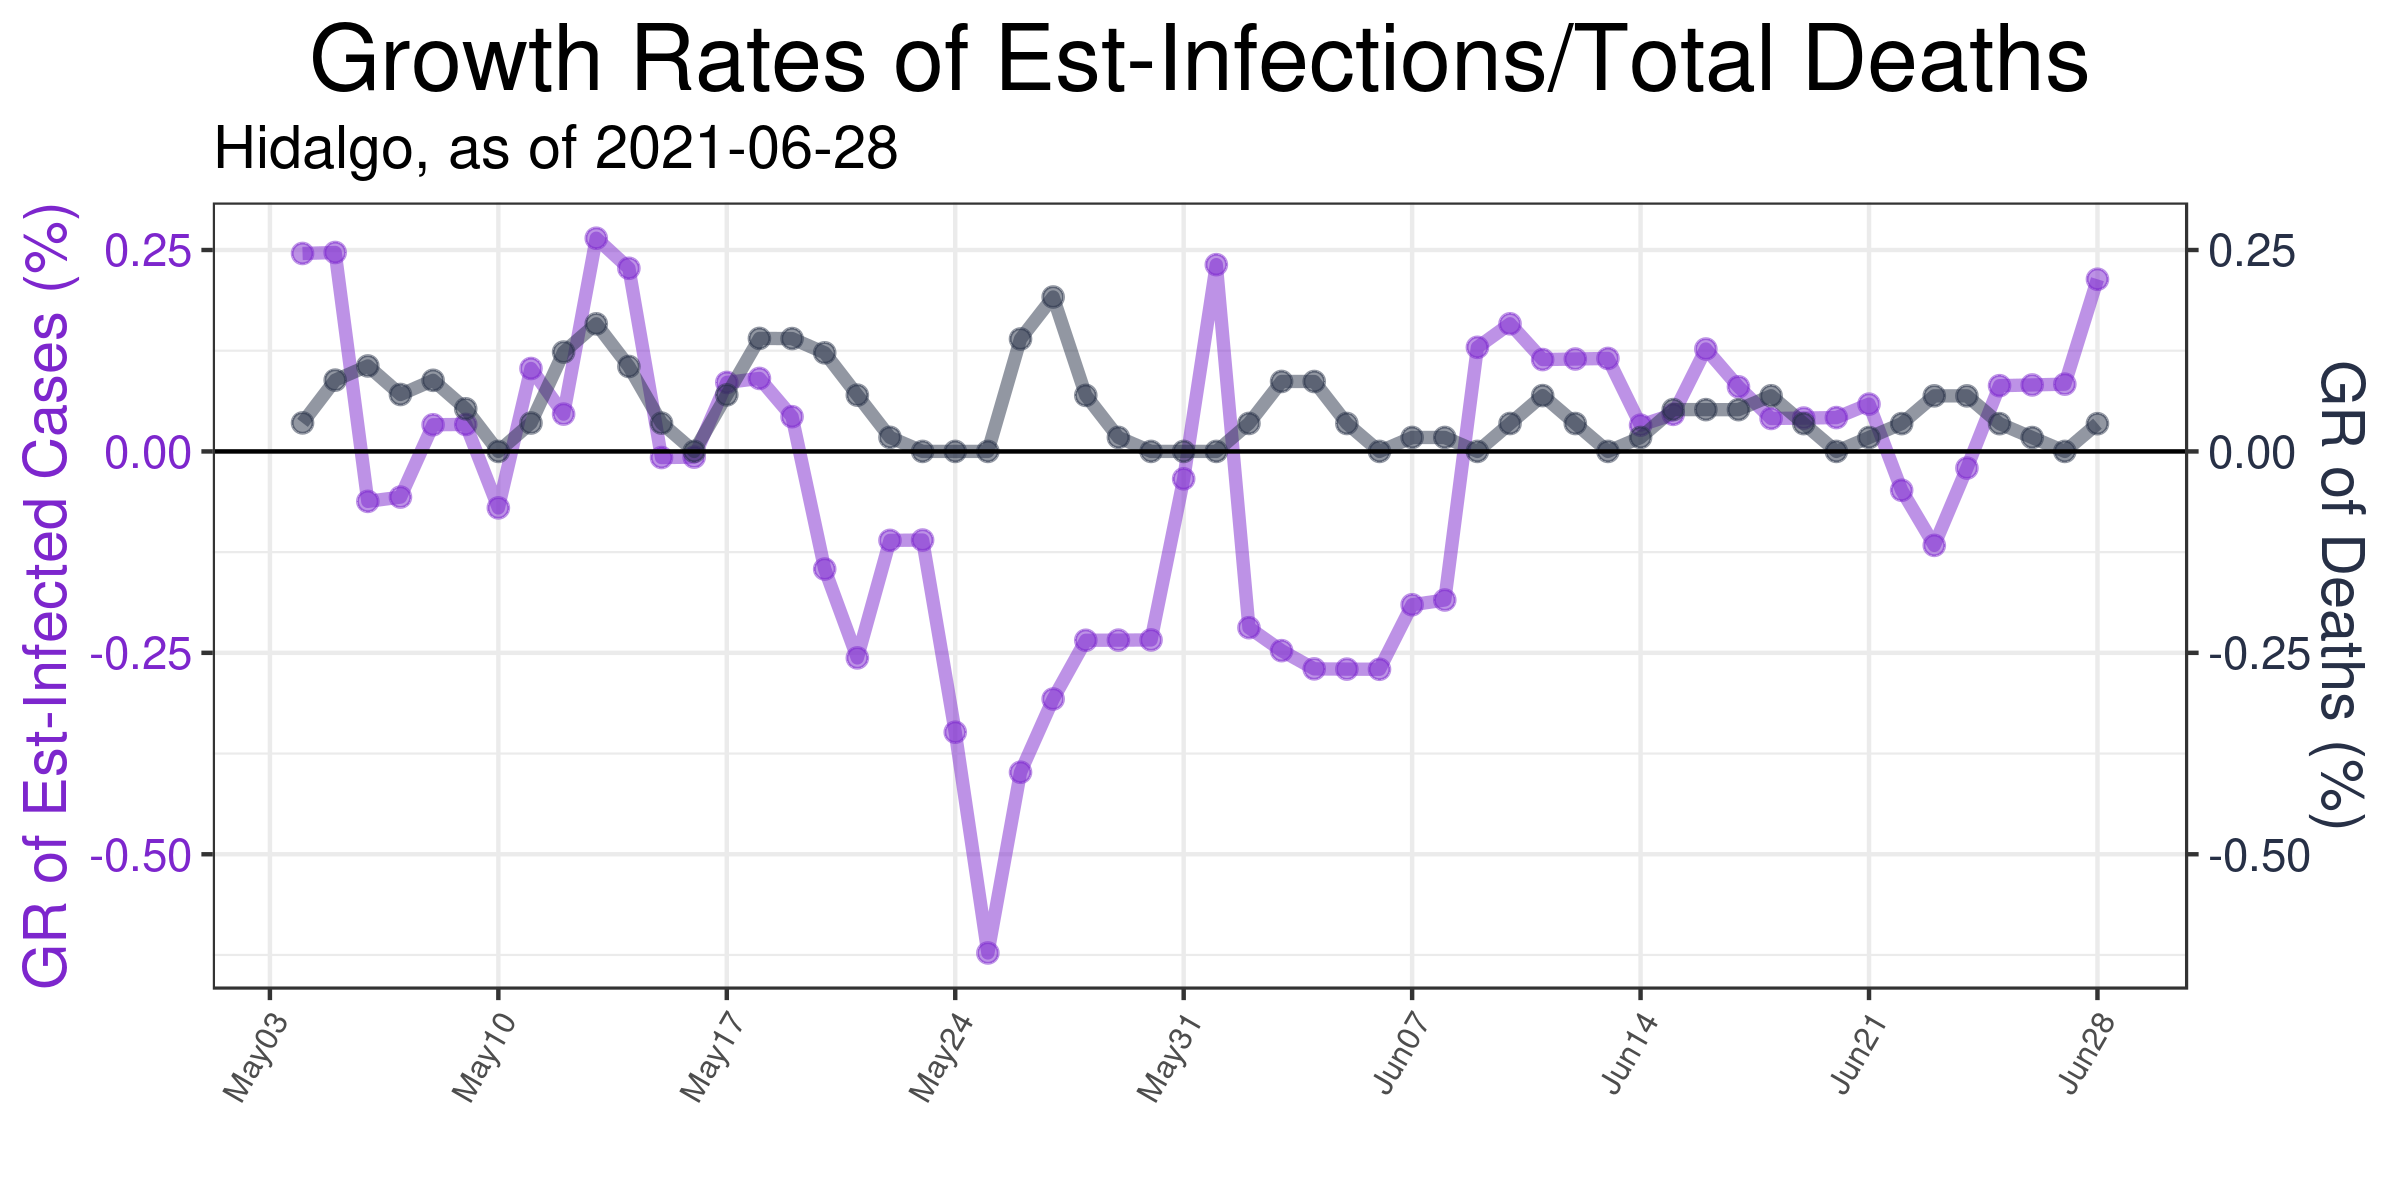 Growth Rates of Est-Infections/Total Deaths
Hidalgo, as of 2021-06-28
GR of Est-Infected Cases (%)
0.25
0.00
-0.25
-0.50
0.25
0.00
-0.25
-0.50
GR of Deaths (%)
May03
May10
May17
May24
May31
Jun07
Jun14
Jun21
Jun28